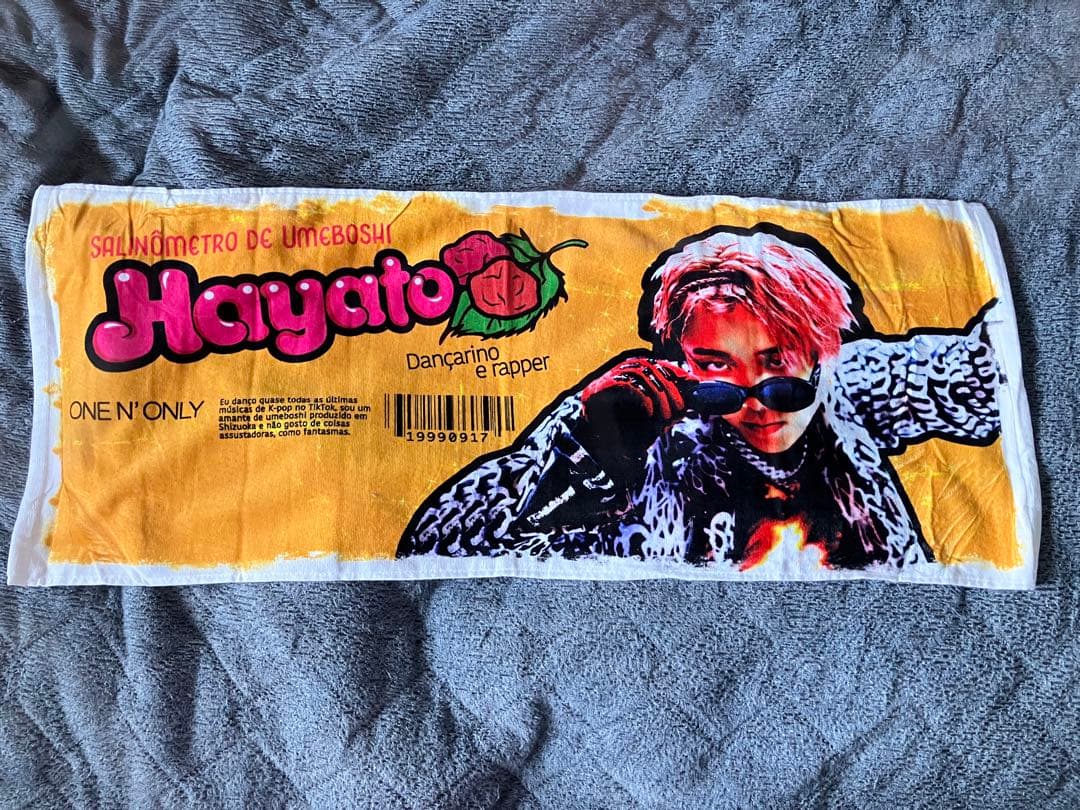 SALINÔMETRO DE UMEBOSHI
Hayato
Dançarino
e rapper
ONE N' ONLY
Eu danço quase todas as últimas
músicas de K-pop no TikTok, sou um
amante de umeboshi produzido em
Shizuoka e não gosto de coisas
assustadoras, como fantasmas.
19990917